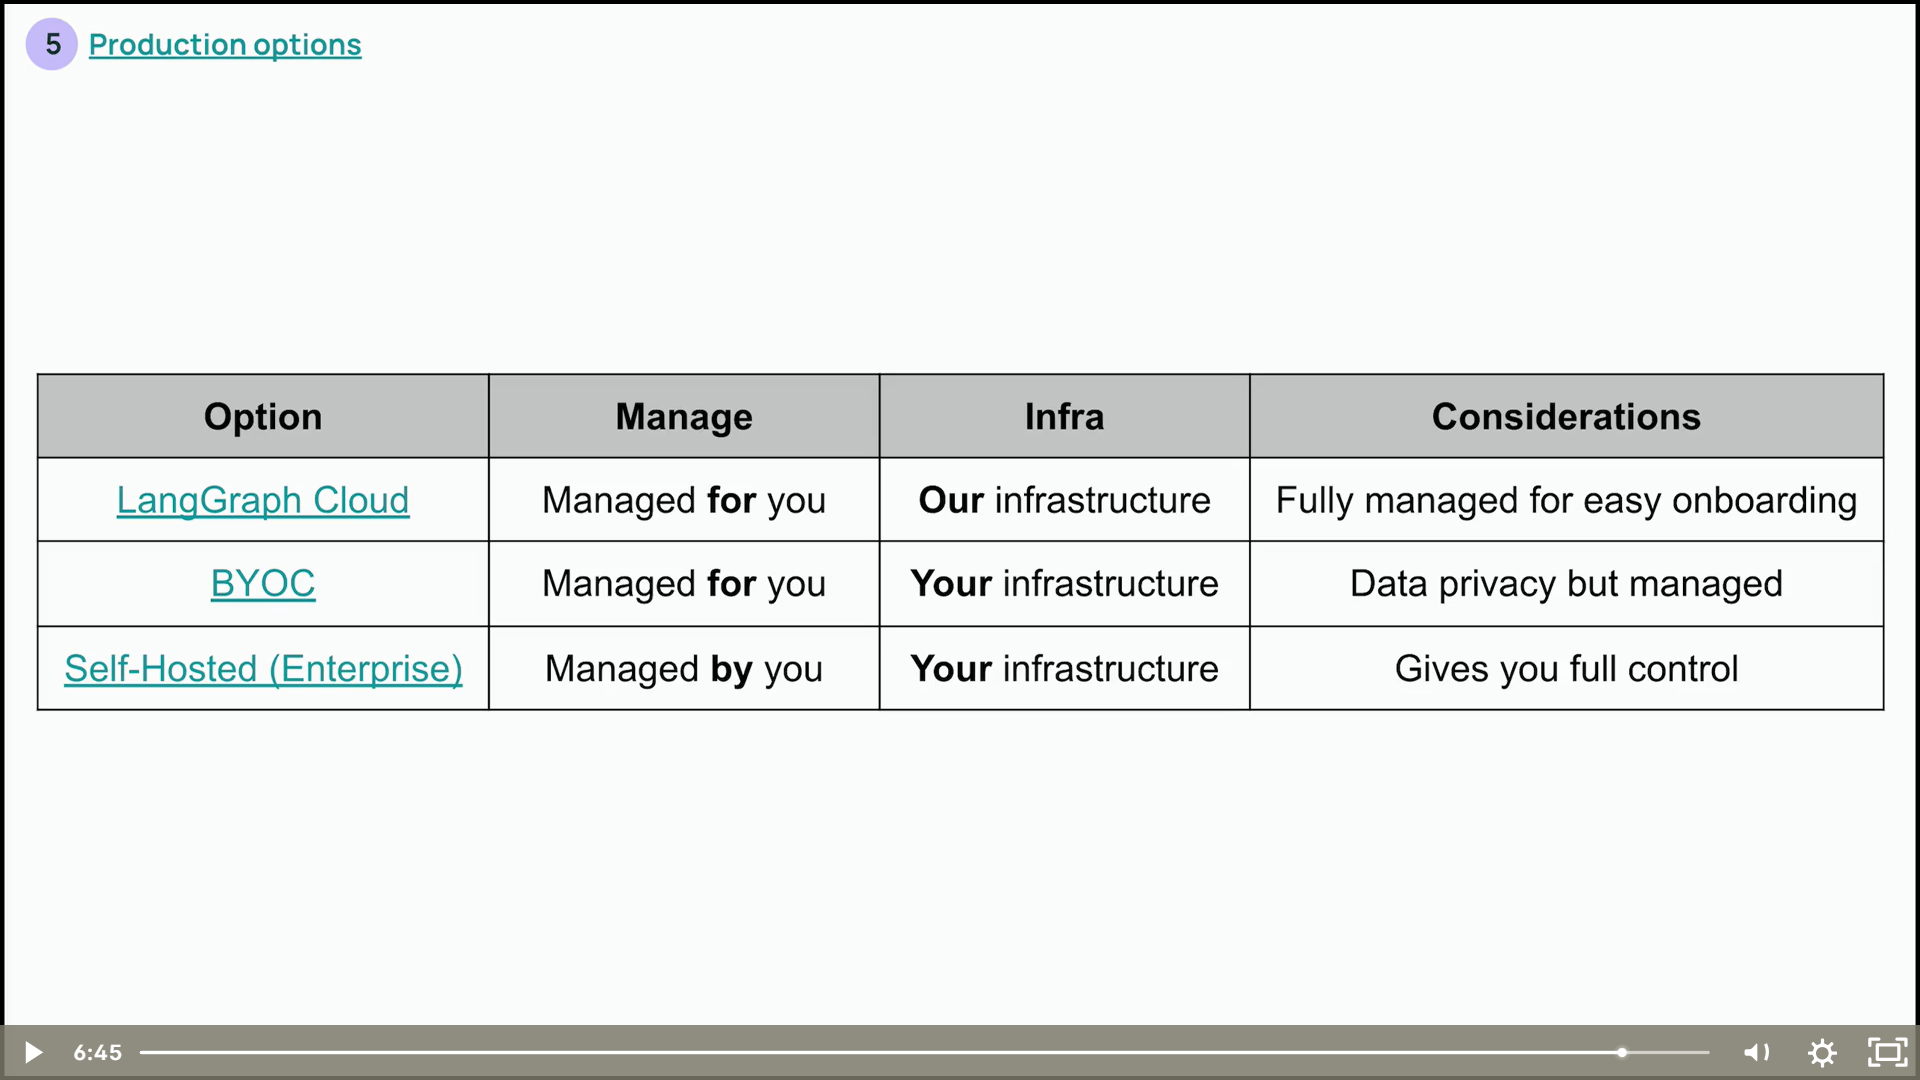 5 Production options
Option Manage Infra Considerations
LangGraph Cloud Managed for you Our infrastructure Fully managed for easy onboarding
BYOC Managed for you Your infrastructure Data privacy but managed
Self-Hosted (Enterprise) Managed by you Your infrastructure Gives you full control
6:45